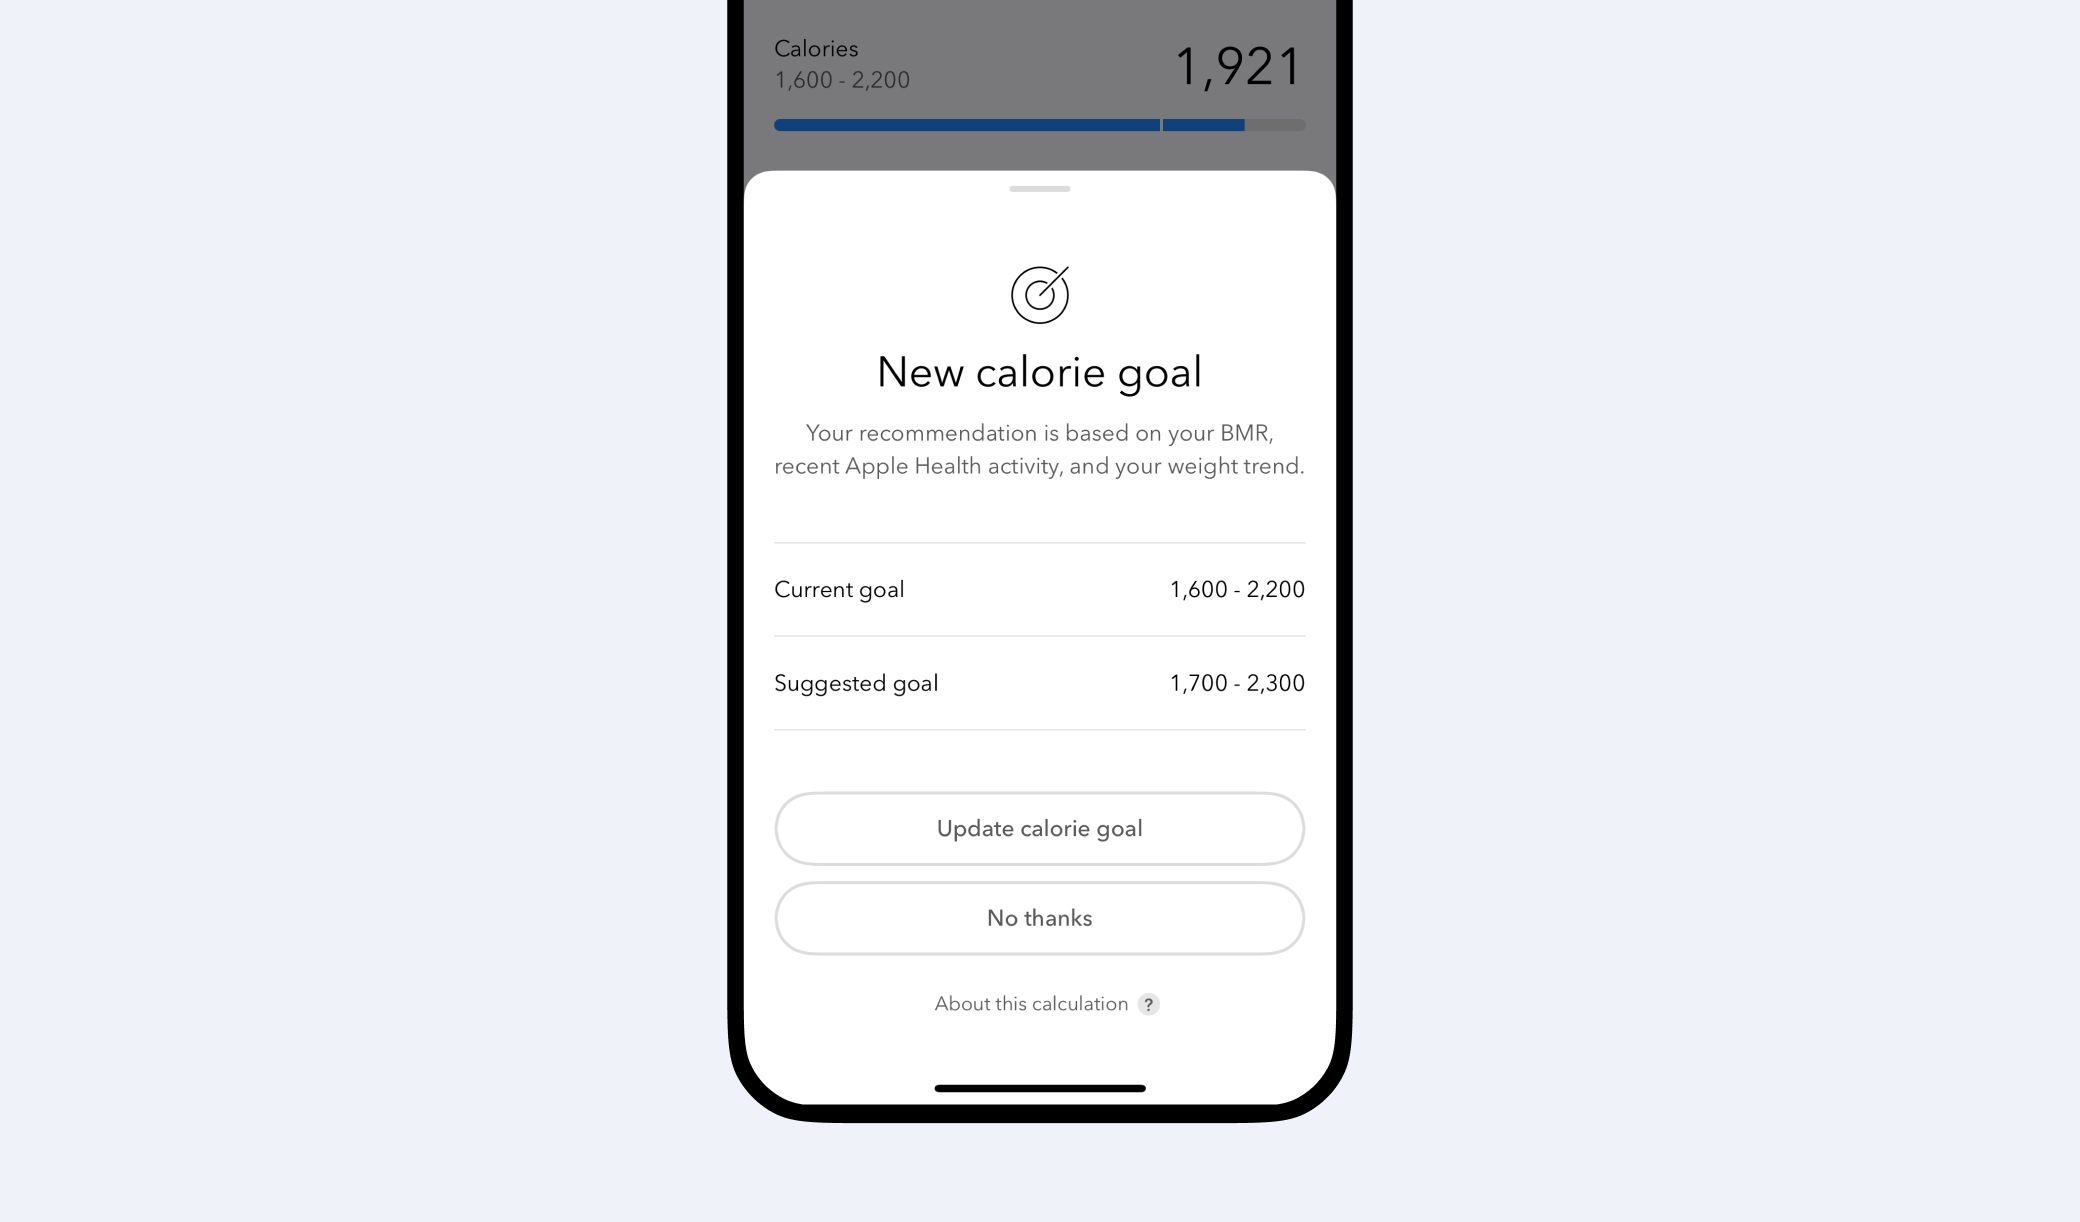 Calories
1,600 - 2,200
1,921
New calorie goal
Your recommendation is based on your BMR,
recent Apple Health activity, and your weight trend.
Current goal
1,600 - 2,200
Suggested goal
1,700 - 2,300
Update calorie goal
No thanks
About this calculation ?